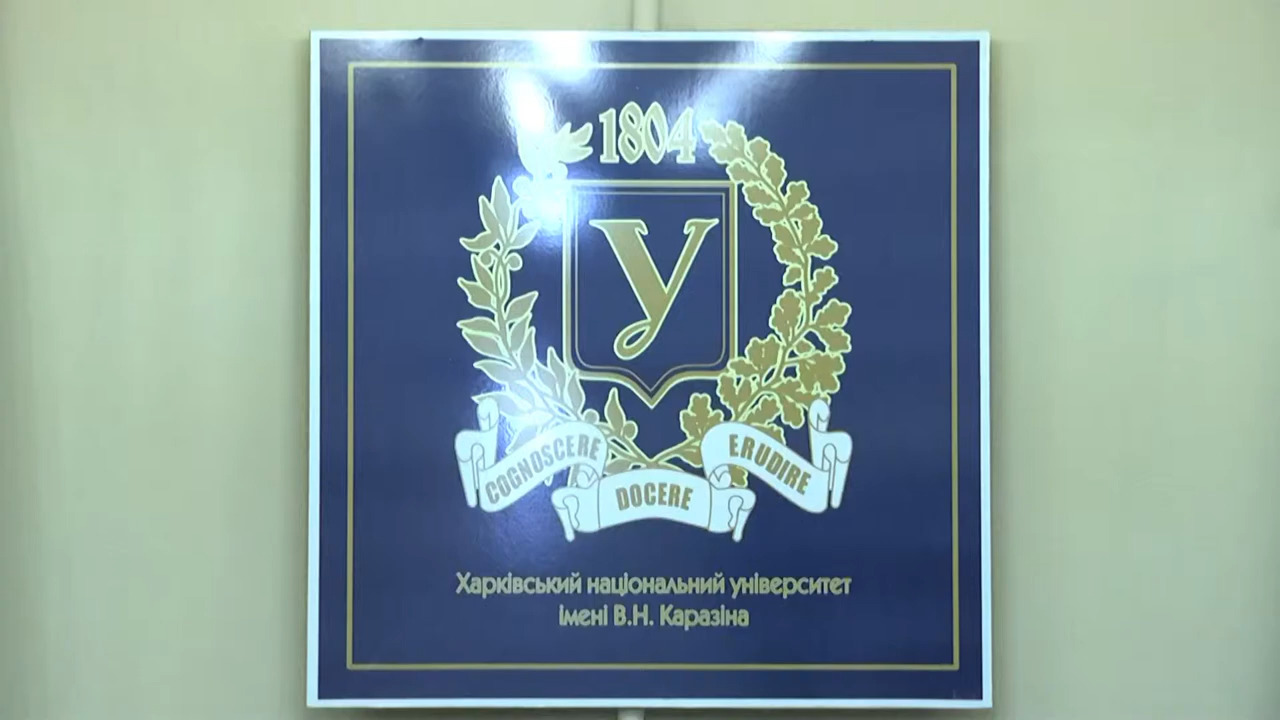 1804
У
COGNOSCERE
DOCERE
ERUDIRE
Харківський національний університет
імені В.Н. Каразіна